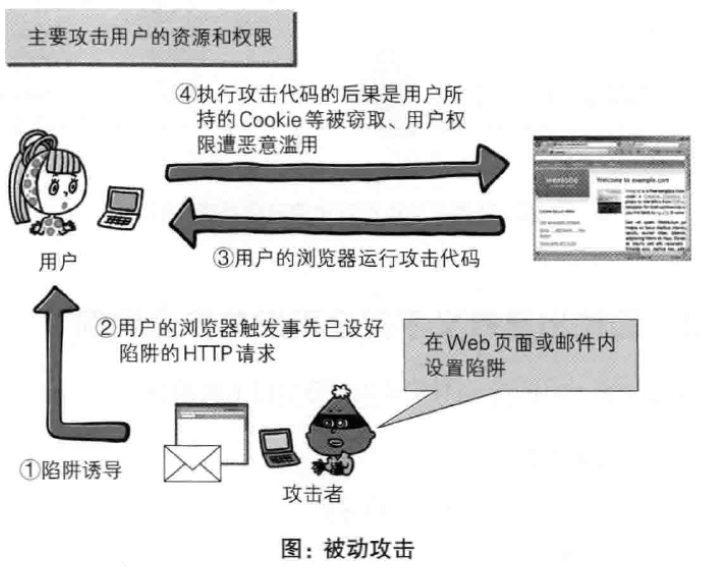 主要攻击用户的资源和权限
④执行攻击代码的后果是用户所
持的Cookie等被窃取、用户权
限遭恶意滥用
Welcome to example.com
用户
③用户的浏览器运行攻击代码
②用户的浏览器触发事先已设好
陷阱的HTTP请求
在Web页面或邮件内
设置陷阱
①陷阱诱导
攻击者
图：被动攻击